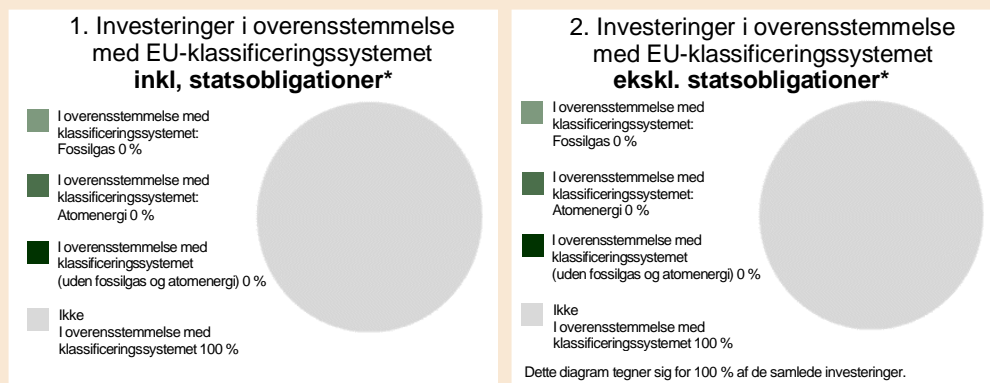 1. Investeringer i overensstemmelse
med EU-klassificeringssystemet
inkl, statsobligationer*
I overensstemmelse med
klassificeringssystemet:
Fossilgas 0 %
I overensstemmelse med
klassificeringssystemet:
Atomenergi 0 %
I overensstemmelse med
klassificeringssystemet
(uden fossilgas og atomenergi) 0 %
Ikke
I overensstemmelse med
klassificeringssystemet 100 %
2. Investeringer i overensstemmelse
med EU-klassificeringssystemet
ekskl. statsobligationer*
I overensstemmelse med
klassificeringssystemet:
Fossilgas 0 %
I overensstemmelse med
klassificeringssystemet:
Atomenergi 0 %
I overensstemmelse med
klassificeringssystemet
(uden fossilgas og atomenergi) 0 %
Ikke
I overensstemmelse med
klassificeringssystemet 100 %
Dette diagram tegner sig for 100 % af de samlede investeringer.